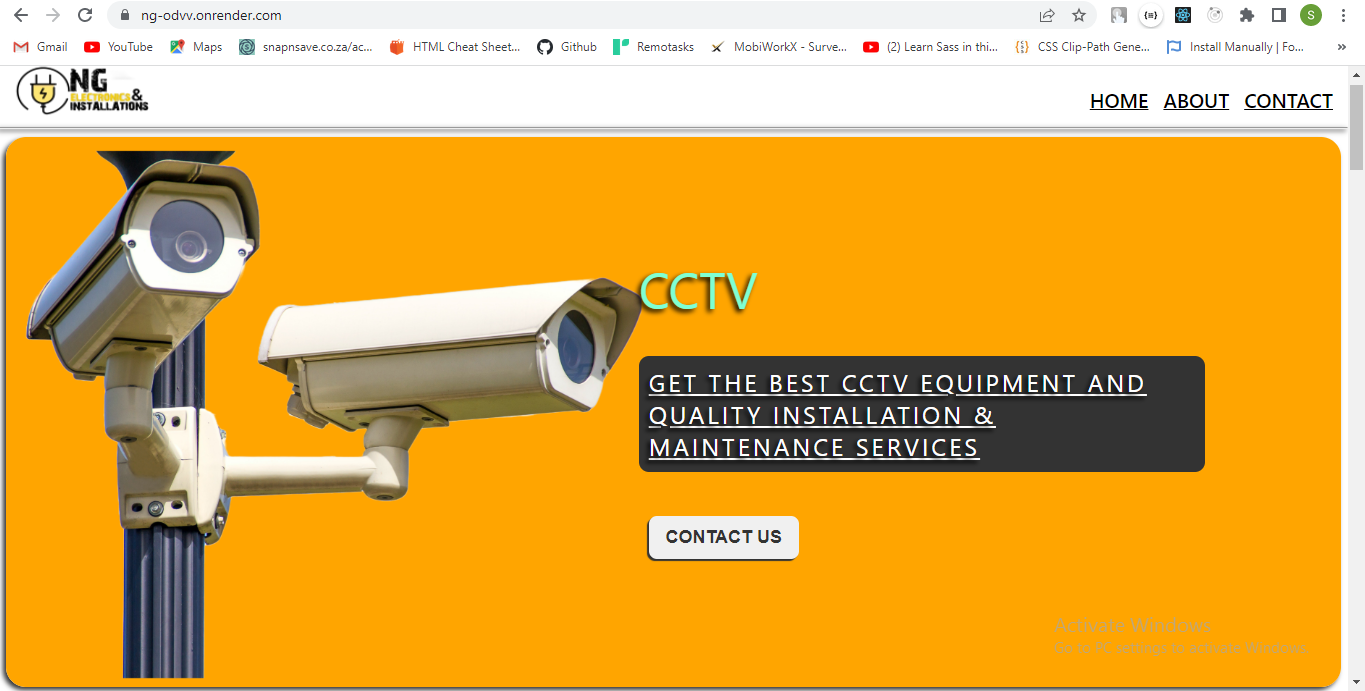 ng-odvv.onrender.com
S
Gmail
YouTube
Maps
snapnsave.co.za/ac...
HTML Cheat Sheet...
Github
Remotasks
MobiWorkX - Surve...
(2) Learn Sass in thi...
CSS Clip-Path Gene...
Install Manually | Fo...
»
NG
ELECTRONICS &
INSTALLATIONS
HOME
ABOUT
CONTACT
CCTV
GET THE BEST CCTV EQUIPMENT AND
QUALITY INSTALLATION &
MAINTENANCE SERVICES
CONTACT US
Activate Windows
Go to PC settings to activate Windows.